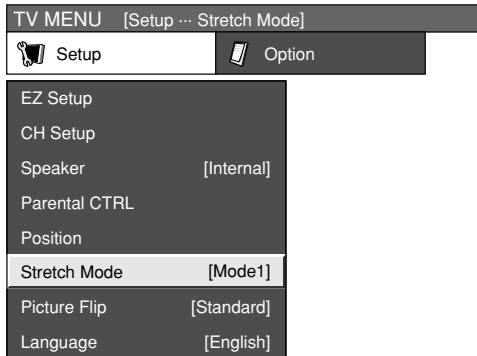 TV MENU [Setup ··· Stretch Mode]
Setup Option
EZ Setup
CH Setup
Speaker [Internal]
Parental CTRL
Position
Stretch Mode [Mode1]
Picture Flip [Standard]
Language [English]